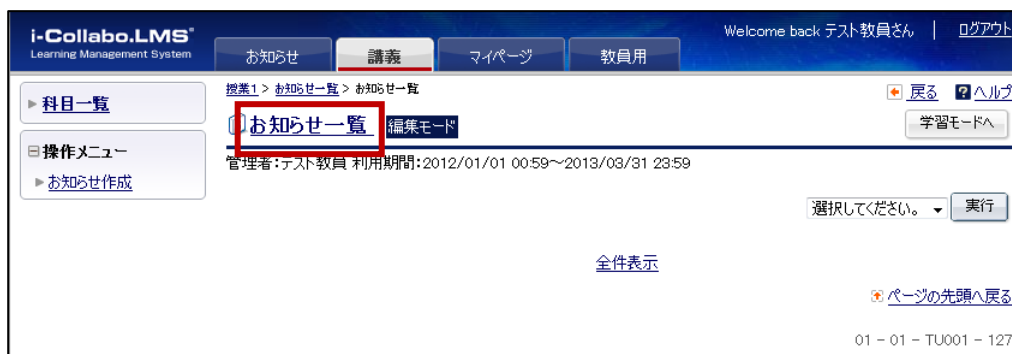 i-Collabo.LMS
Learning Management System
Welcome back テスト教員さん | ログアウト
お知らせ 講義 マイページ 教員用
科目一覧
操作メニュー
お知らせ作成
授業1 > お知らせ一覧 > お知らせ一覧
戻る ? ヘルプ
お知らせ一覧 編集モード
学習モードへ
管理者:テスト教員 利用期間:2012/01/01 00:59～2013/03/31 23:59
選択してください。 実行
全件表示
ページの先頭へ戻る
01 - 01 - TU001 - 127